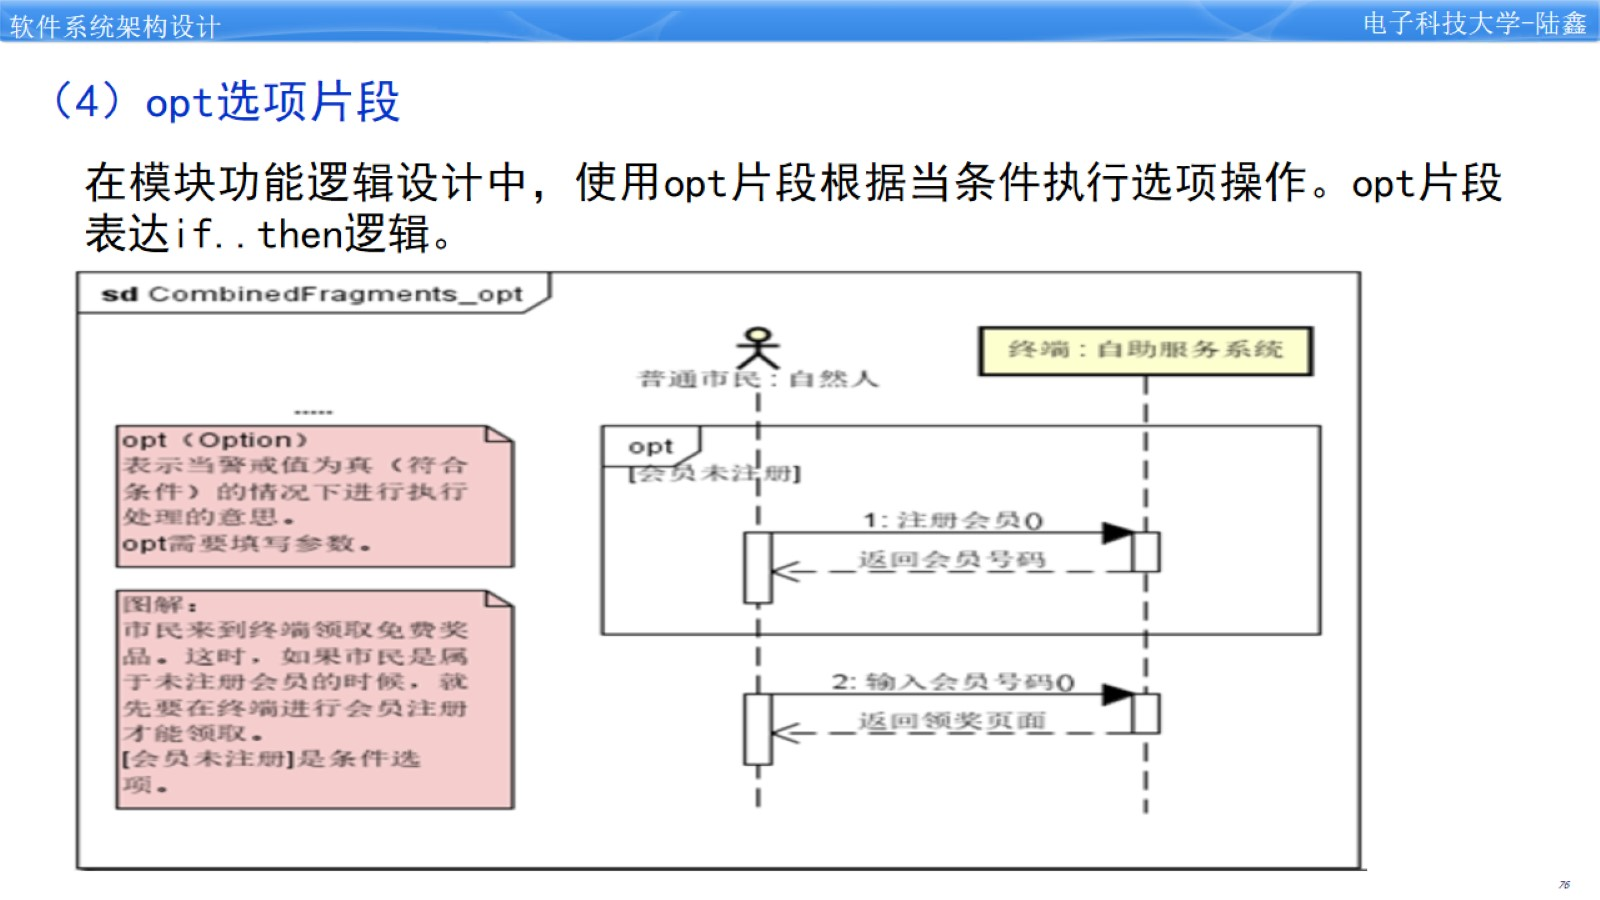 软件系统架构设计
电子科技大学-陆鑫
（4）opt选项片段
在模块功能逻辑设计中，使用opt片段根据当条件执行选项操作。opt片段
表达if..then逻辑。
sd CombinedFragments_opt
普通市民：自然人
终端：自助服务系统
.....
opt（Option）
表示当警戒值为真（符合
条件）的情况下进行执行
处理的意思。
opt需要填写参数。
图解：
市民来到终端领取免费奖
品。这时，如果市民是属
于未注册会员的时候，就
先要在终端进行会员注册
才能领取。
[会员未注册]是条件选
项。
opt
[会员未注册]
1: 注册会员()
返回会员号码
2: 输入会员号码()
返回领奖页面
76